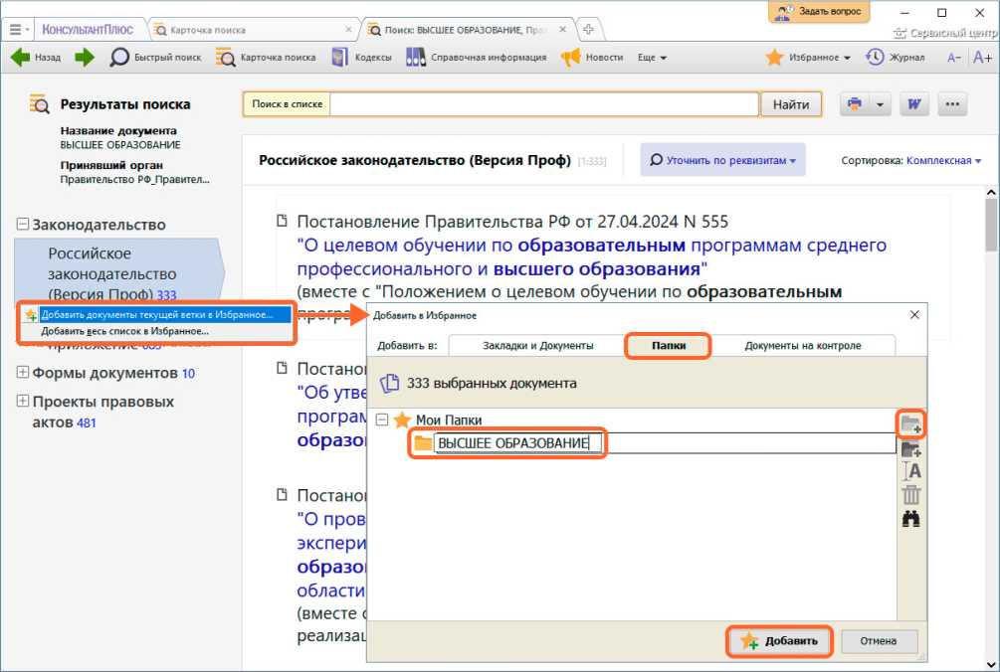 Задать вопрос
КОНСУЛЬТАНТПЛЮС
Карточка поиска
Поиск: ВЫСШЕЕ ОБРАЗОВАНИЕ, Пра
Сервисный центр
Назад
Быстрый поиск
Карточка поиска
Кодексы
Справочная информация
Новости
Еще
Избранное
Журнал
A−
A+
Результаты поиска
Название документа
ВЫСШЕЕ ОБРАЗОВАНИЕ
Принявший орган
Правительство РФ_Правител...
Поиск в списке
Найти
W
Российское законодательство (Версия Проф) [1:333]
Уточнить по реквизитам
Сортировка: Комплексная
Законодательство
Российское
законодательство
(Версия Проф) 333
Добавить документы текущей ветки в Избранное...
Добавить весь список в Избранное...
Формы документов 10
Проекты правовых
актов 481
Постановление Правительства РФ от 27.04.2024 N 555
"О целевом обучении по образовательным программам среднего
профессионального и высшего образования"
(вместе с "Положением о целевом обучении по образовательным
Постано
"Об утве
програм
образо
Постано
"О пров
экспери
образо
области
(вместе с
реализац
Добавить в Избранное
Добавить в:
Закладки и Документы
Папки
Документы на контроле
333 выбранных документа
Мои Папки
ВЫСШЕЕ ОБРАЗОВАНИЕ
Добавить
Отмена